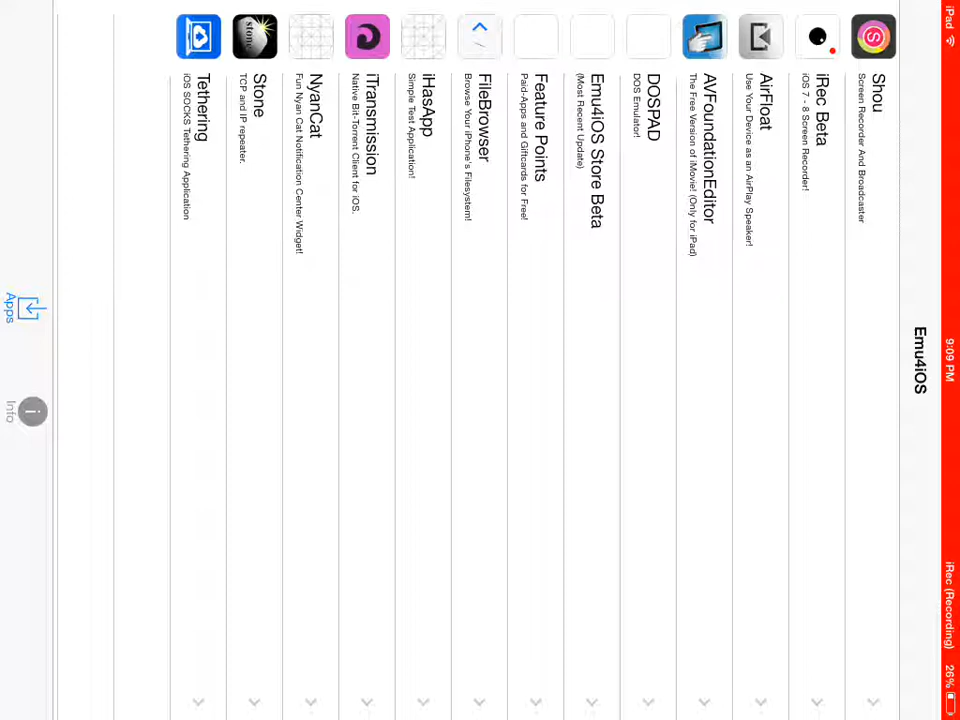 iPad
9:09 PM
iRec (Recording)
26%
Emu4iOS
Shou
Screen Recorder And Broadcaster
iRec Beta
iOS 7 - 8 Screen Recorder!
AirFloat
Use Your Device as an AirPlay Speaker!
AVFoundationEditor
The Free Version of iMovie! (Only for iPad)
DOSPAD
DOS Emulator!
Emu4iOS Store Beta
(Most Recent Update)
Feature Points
Paid-Apps and Giftcards for Free!
FileBrowser
Browse Your iPhone's Filesystem!
iHasApp
Simple Test Application!
iTransmission
Native Bit-Torrent Client for iOS.
NyanCat
Fun Nyan Cat Notification Center Widget!
stone
Stone
TCP and IP repeater.
Tethering
iOS SOCKS Tethering Application
Apps
Info